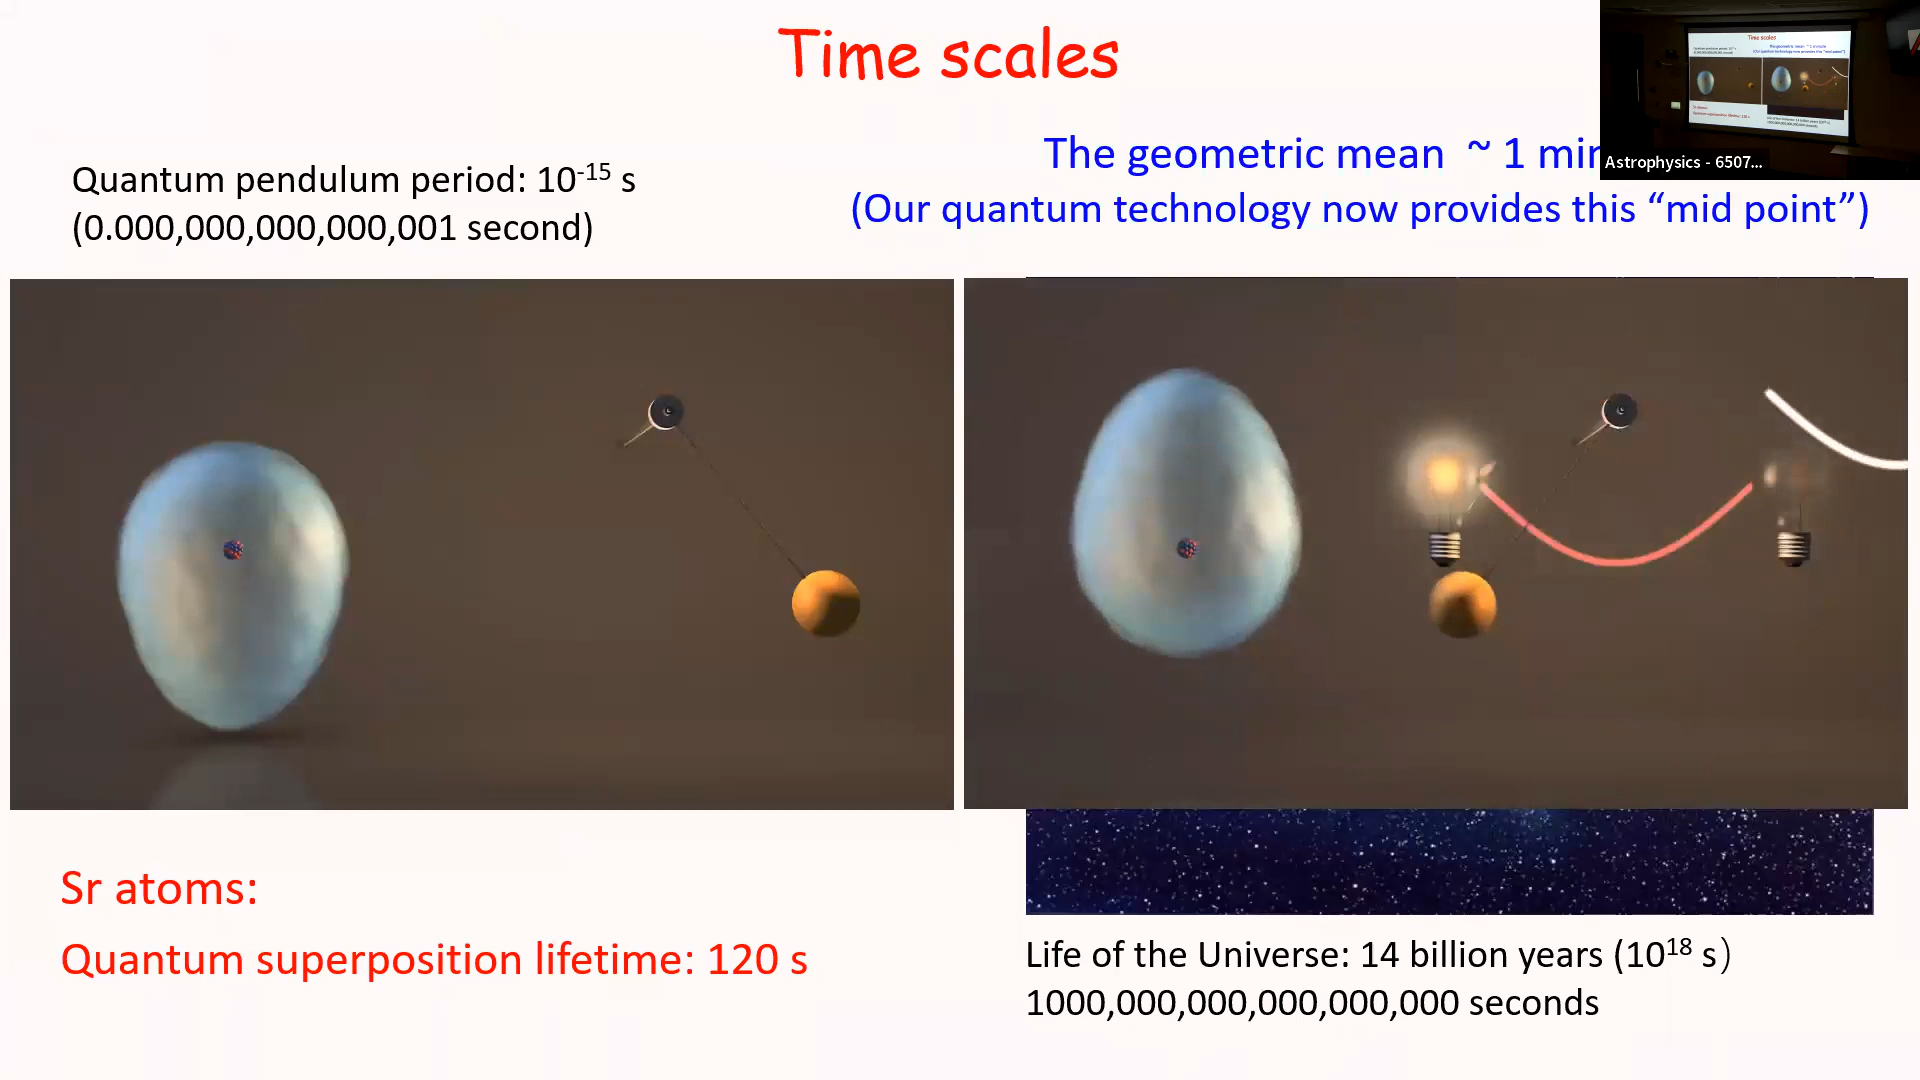 Time scales
Quantum pendulum period: 10⁻¹⁵ s
(0.000,000,000,000,001 second)
The geometric mean ~ 1
(Our quantum technology now provides this “mid point”)
Astrophysics - 6507...
Sr atoms:
Quantum superposition lifetime: 120 s
Life of the Universe: 14 billion years (10¹⁸ s)
1000,000,000,000,000,000 seconds